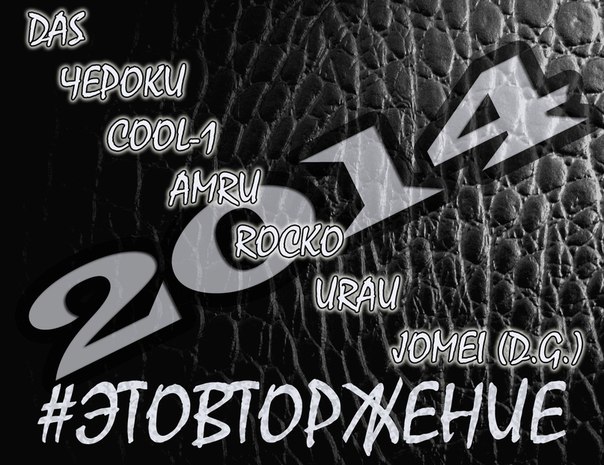 DAS
ЧЕРОКИ
COOL-1
AMRU
ROCKO
URAU
JOMEI (D.G.)
2014
#ЭТОВТОРЖЕНИЕ